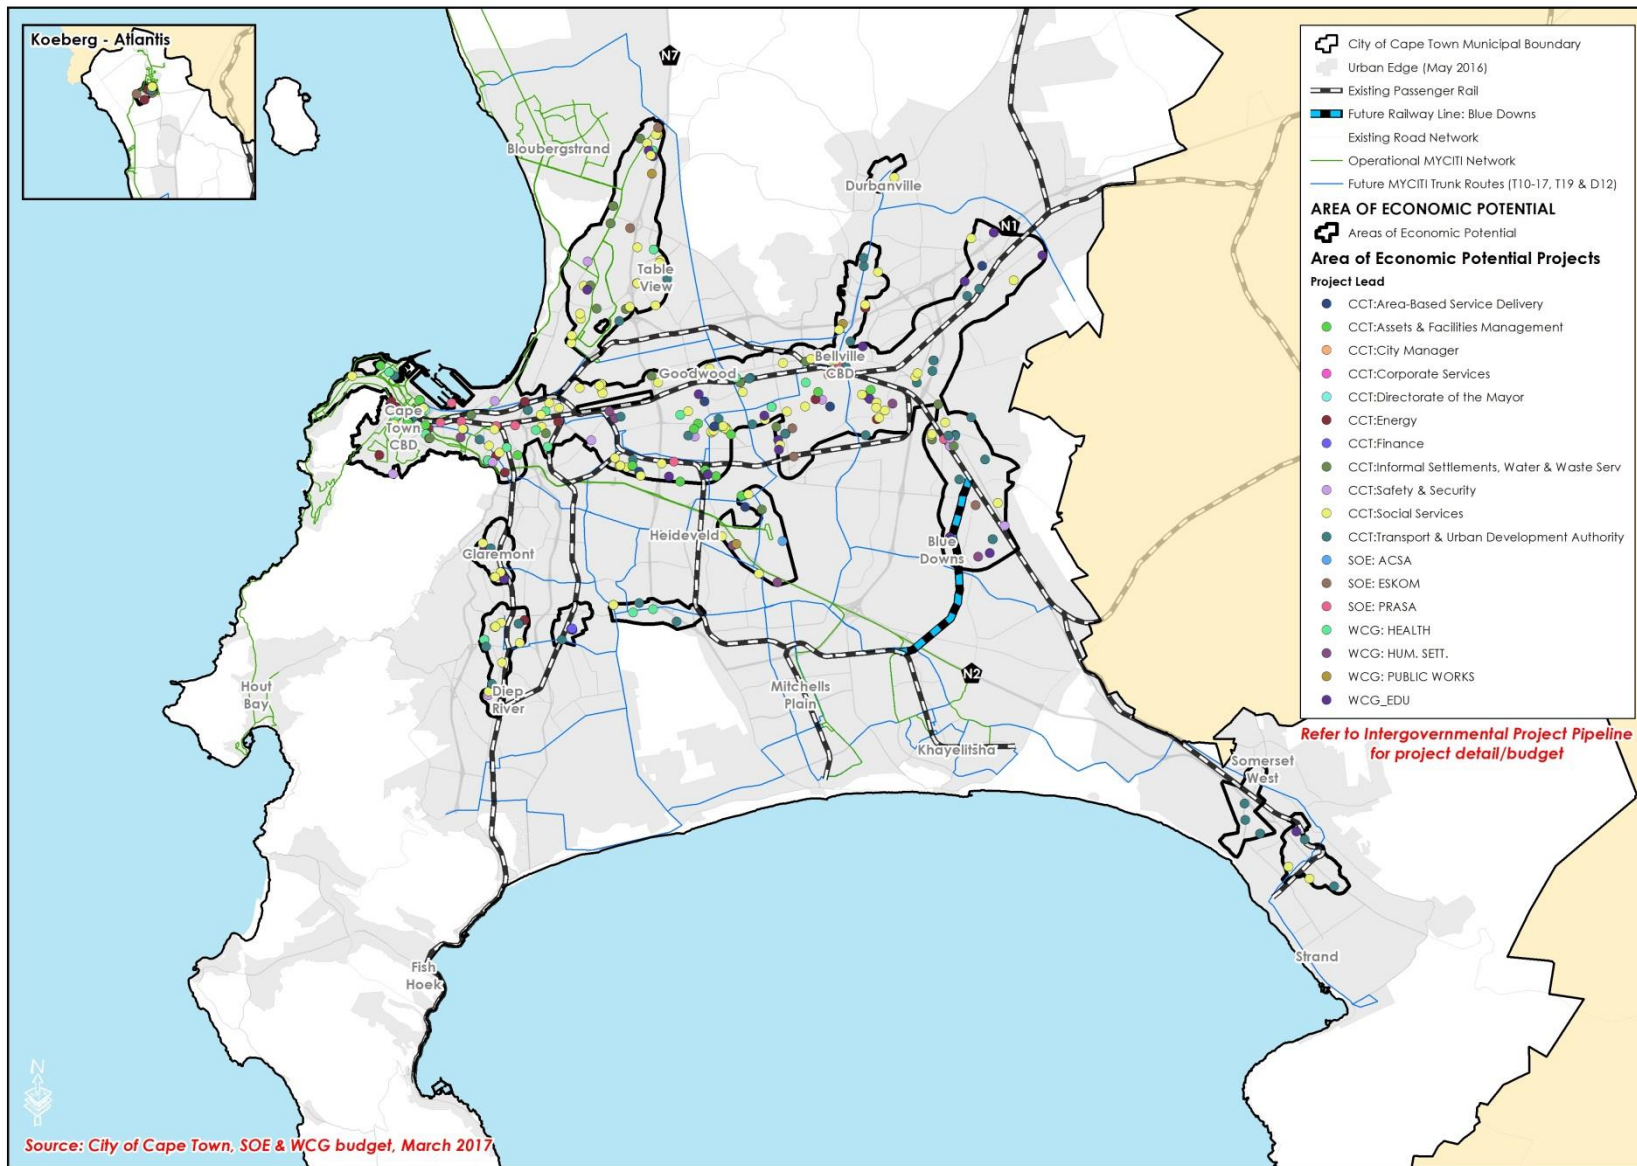 Koeberg - Atlantis
N7
Bloubergstrand
Durbanville
N1
Table
View
Bellville
CBD
Goodwood
Cape
Town
CBD
Heideveld
Claremont
Blue
Downs
Hout
Bay
Diep
River
Mitchells
Plain
N2
Khayelitsha
Somerset
West
Fish
Hoek
Strand
City of Cape Town Municipal Boundary
Urban Edge (May 2016)
Existing Passenger Rail
Future Railway Line: Blue Downs
Existing Road Network
Operational MYCITI Network
Future MYCITI Trunk Routes (T10-17, T19 & D12)
AREA OF ECONOMIC POTENTIAL
Areas of Economic Potential
Area of Economic Potential Projects
Project Lead
CCT:Area-Based Service Delivery
CCT:Assets & Facilities Management
CCT:City Manager
CCT:Corporate Services
CCT:Directorate of the Mayor
CCT:Energy
CCT:Finance
CCT:Informal Settlements, Water & Waste Serv
CCT:Safety & Security
CCT:Social Services
CCT:Transport & Urban Development Authority
SOE: ACSA
SOE: ESKOM
SOE: PRASA
WCG: HEALTH
WCG: HUM. SETT.
WCG: PUBLIC WORKS
WCG_EDU
Refer to Intergovernmental Project Pipeline
for project detail/budget
N
Source: City of Cape Town, SOE & WCG budget, March 2017